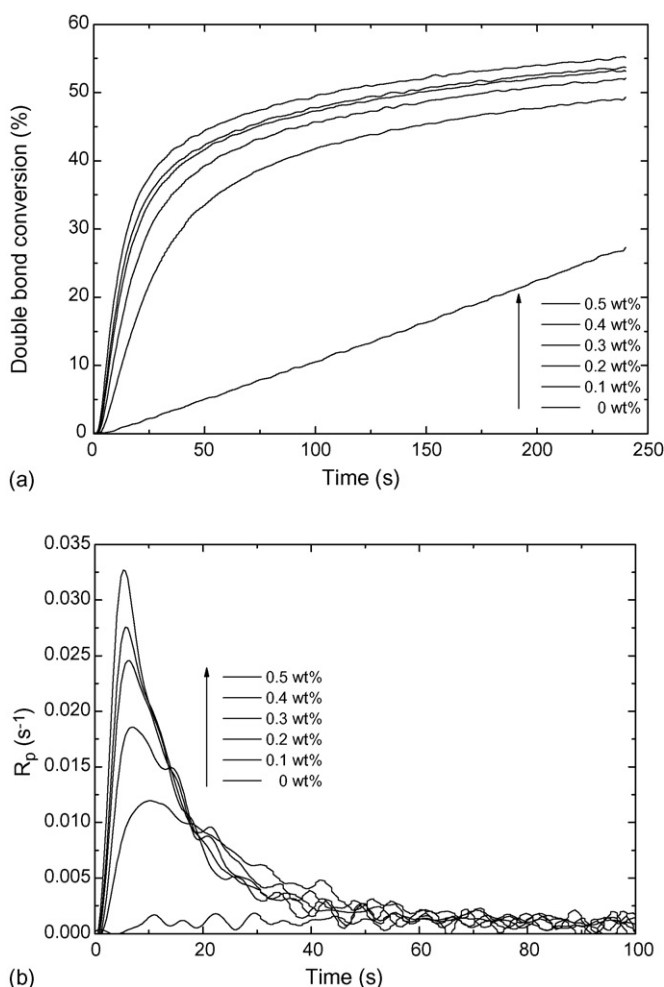 60
50
40
30
20
10
0
Double bond conversion (%)
0.5 wt%
0.4 wt%
0.3 wt%
0.2 wt%
0.1 wt%
0 wt%
0 50 100 150 200 250
Time (s)
(a)
0.035
0.030
0.025
0.020
0.015
0.010
0.005
0.000
Rp (s-1)
0.5 wt%
0.4 wt%
0.3 wt%
0.2 wt%
0.1 wt%
0 wt%
0 20 40 60 80 100
Time (s)
(b)